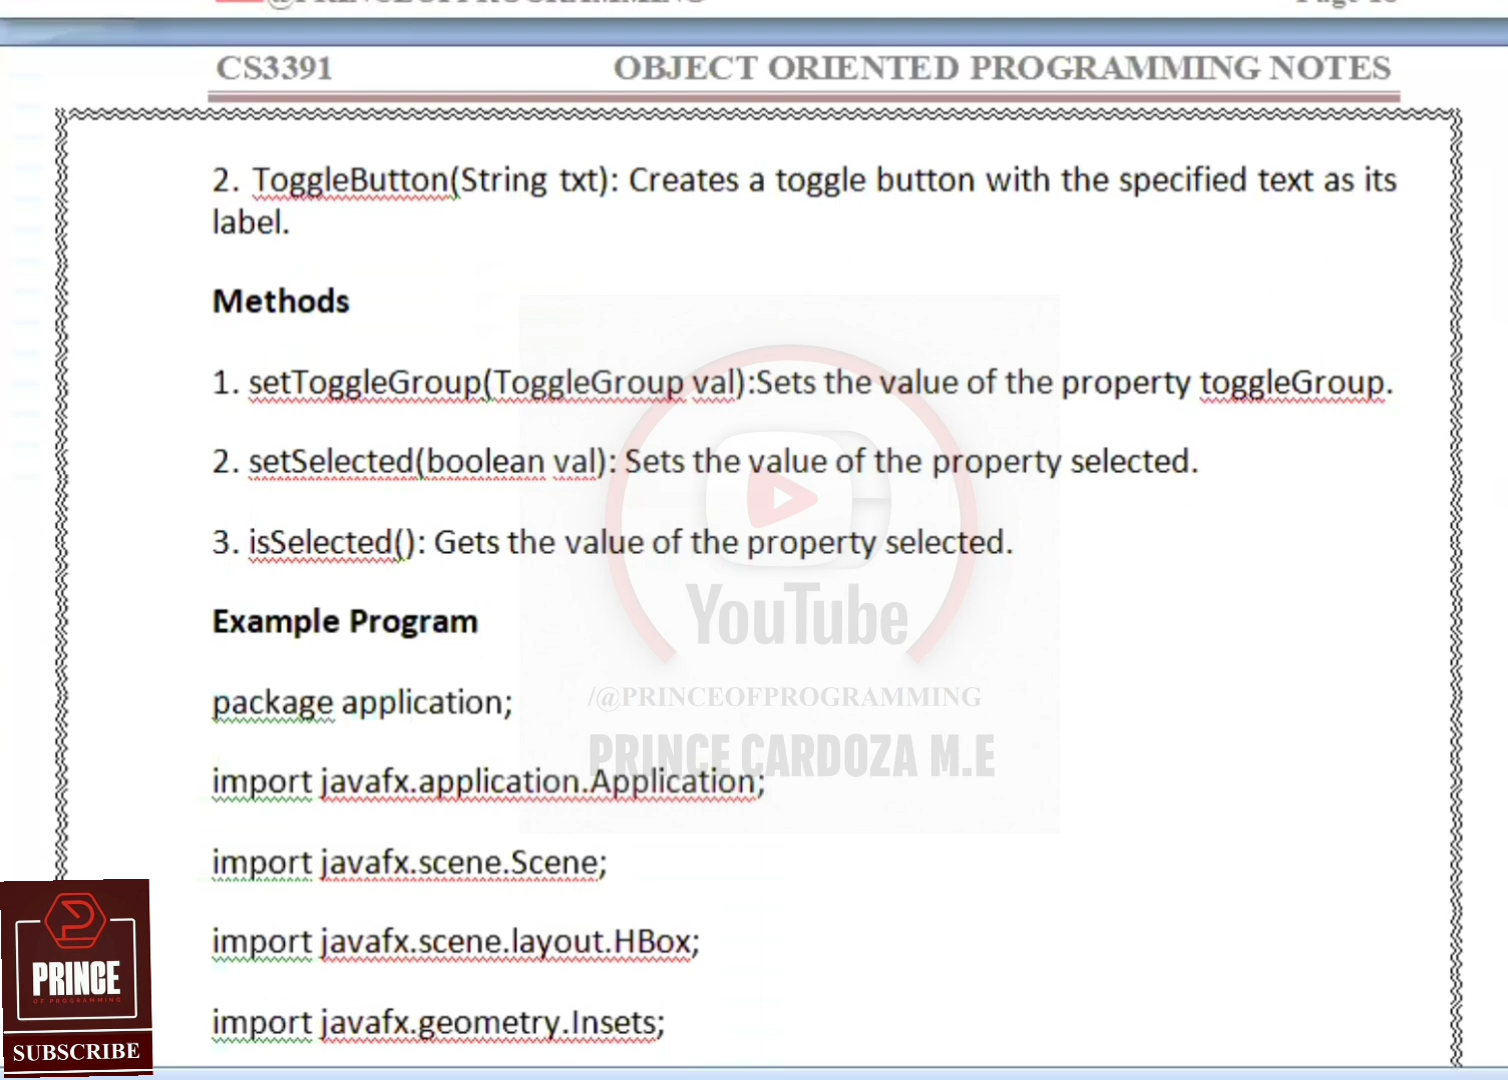 @PRINCEOFPROGRAMMING
CS3391 OBJECT ORIENTED PROGRAMMING NOTES
2. ToggleButton(String txt): Creates a toggle button with the specified text as its
label.
Methods
1. setToggleGroup(ToggleGroup val):Sets the value of the property toggleGroup.
2. setSelected(boolean val): Sets the value of the property selected.
3. isSelected(): Gets the value of the property selected.
YouTube
Example Program
/@PRINCEOFPROGRAMMING
package application;
PRINCE CARDOZA M.E
import javafx.application.Application;
import javafx.scene.Scene;
import javafx.scene.layout.HBox;
import javafx.geometry.Insets;
PRINCE
OF PROGRAMMING
SUBSCRIBE